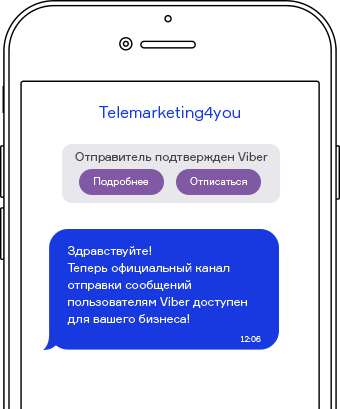 Telemarketing4you
Отправитель подтвержден Viber
Подробнее Отписаться
Здравствуйте!
Теперь официальный канал
отправки сообщений
пользователям Viber доступен
для вашего бизнеса!
12:06